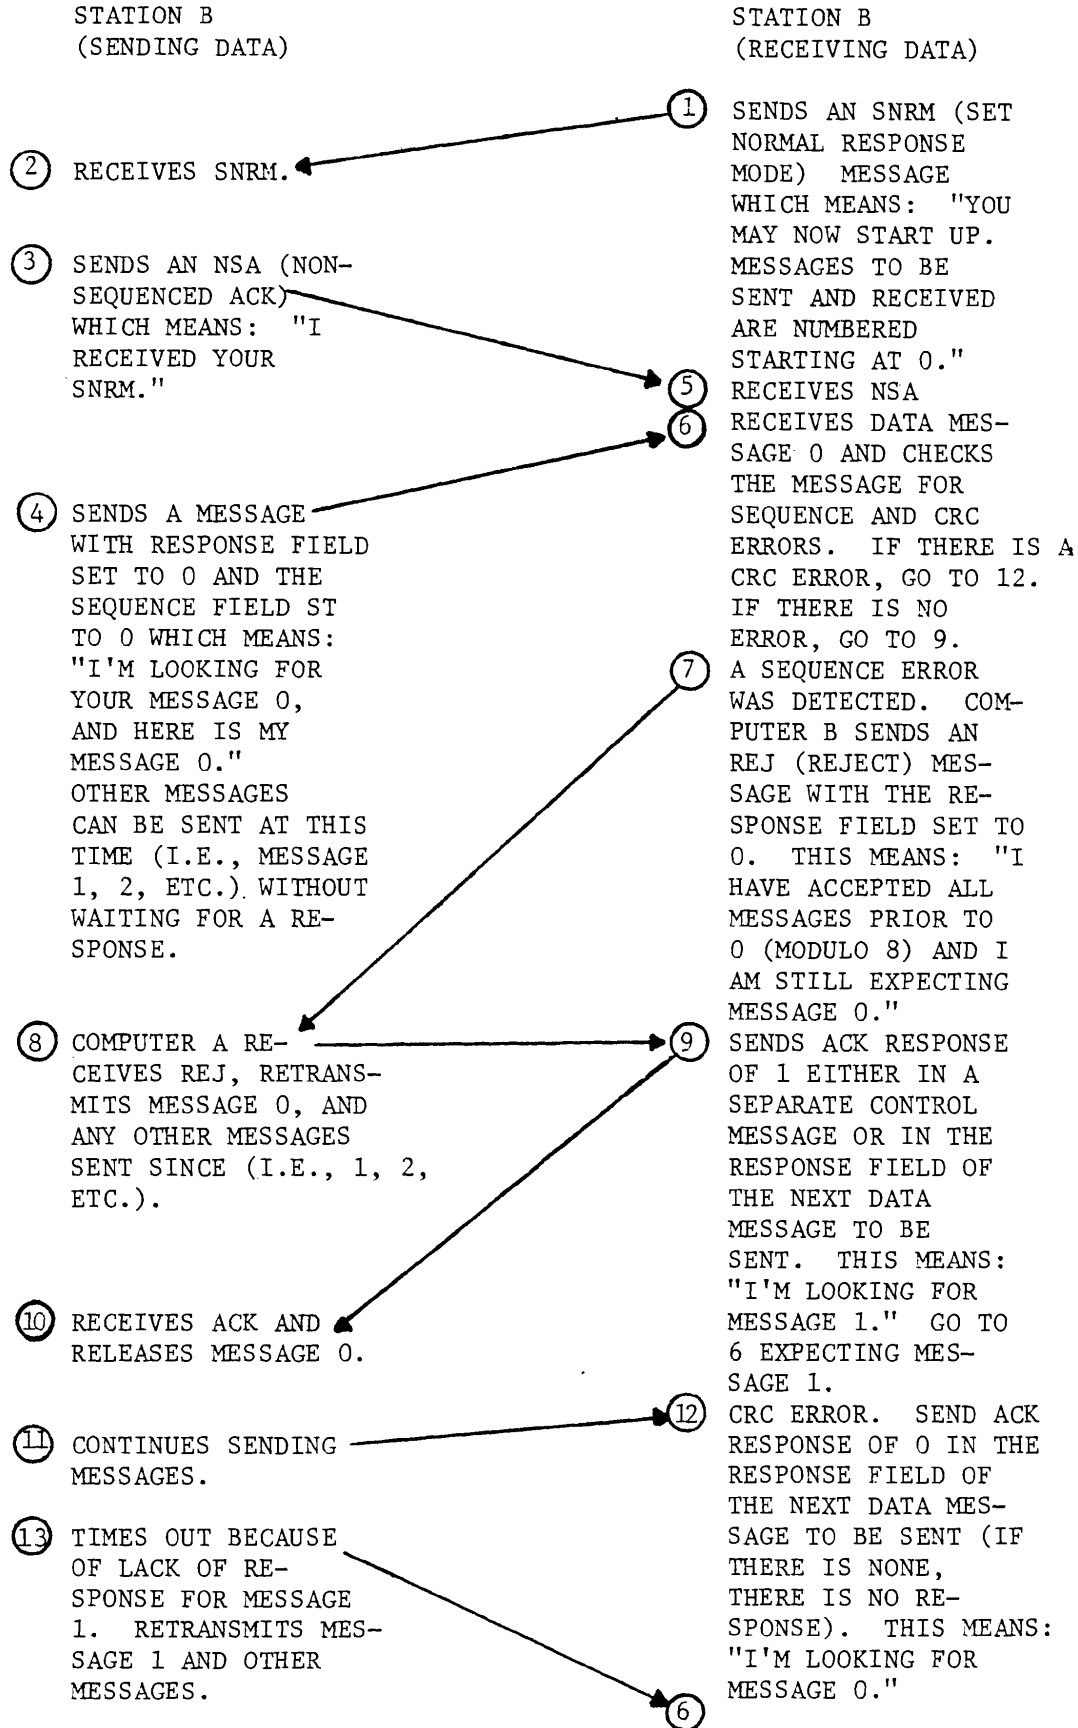 STATION B
(SENDING DATA)
STATION B
(RECEIVING DATA)
1 SENDS AN SNRM (SET
NORMAL RESPONSE
MODE) MESSAGE
WHICH MEANS: "YOU
MAY NOW START UP.
MESSAGES TO BE
SENT AND RECEIVED
ARE NUMBERED
STARTING AT 0."
2 RECEIVES SNRM.
3 SENDS AN NSA (NON-
SEQUENCED ACK)
WHICH MEANS: "I
RECEIVED YOUR
SNRM."
4 SENDS A MESSAGE
WITH RESPONSE FIELD
SET TO 0 AND THE
SEQUENCE FIELD ST
TO 0 WHICH MEANS:
"I'M LOOKING FOR
YOUR MESSAGE 0,
AND HERE IS MY
MESSAGE 0."
OTHER MESSAGES
CAN BE SENT AT THIS
TIME (I.E., MESSAGE
1, 2, ETC.) WITHOUT
WAITING FOR A RE-
SPONSE.
5 RECEIVES NSA
6 RECEIVES DATA MES-
SAGE 0 AND CHECKS
THE MESSAGE FOR
SEQUENCE AND CRC
ERRORS. IF THERE IS A
CRC ERROR, GO TO 12.
IF THERE IS NO
ERROR, GO TO 9.
7 A SEQUENCE ERROR
WAS DETECTED. COM-
PUTER B SENDS AN
REJ (REJECT) MES-
SAGE WITH THE RE-
SPONSE FIELD SET TO
0. THIS MEANS: "I
HAVE ACCEPTED ALL
MESSAGES PRIOR TO
0 (MODULO 8) AND I
AM STILL EXPECTING
MESSAGE 0."
8 COMPUTER A RE-
CEIVES REJ, RETRANS-
MITS MESSAGE 0, AND
ANY OTHER MESSAGES
SENT SINCE (I.E., 1, 2,
ETC.).
9 SENDS ACK RESPONSE
OF 1 EITHER IN A
SEPARATE CONTROL
MESSAGE OR IN THE
RESPONSE FIELD OF
THE NEXT DATA
MESSAGE TO BE
SENT. THIS MEANS:
"I'M LOOKING FOR
MESSAGE 1." GO TO
6 EXPECTING MES-
SAGE 1.
10 RECEIVES ACK AND
RELEASES MESSAGE 0.
11 CONTINUES SENDING
MESSAGES.
12 CRC ERROR. SEND ACK
RESPONSE OF 0 IN THE
RESPONSE FIELD OF
THE NEXT DATA MES-
SAGE TO BE SENT (IF
THERE IS NONE,
THERE IS NO RE-
SPONSE). THIS MEANS:
"I'M LOOKING FOR
MESSAGE 0."
13 TIMES OUT BECAUSE
OF LACK OF RE-
SPONSE FOR MESSAGE
1. RETRANSMITS MES-
SAGE 1 AND OTHER
MESSAGES.
6